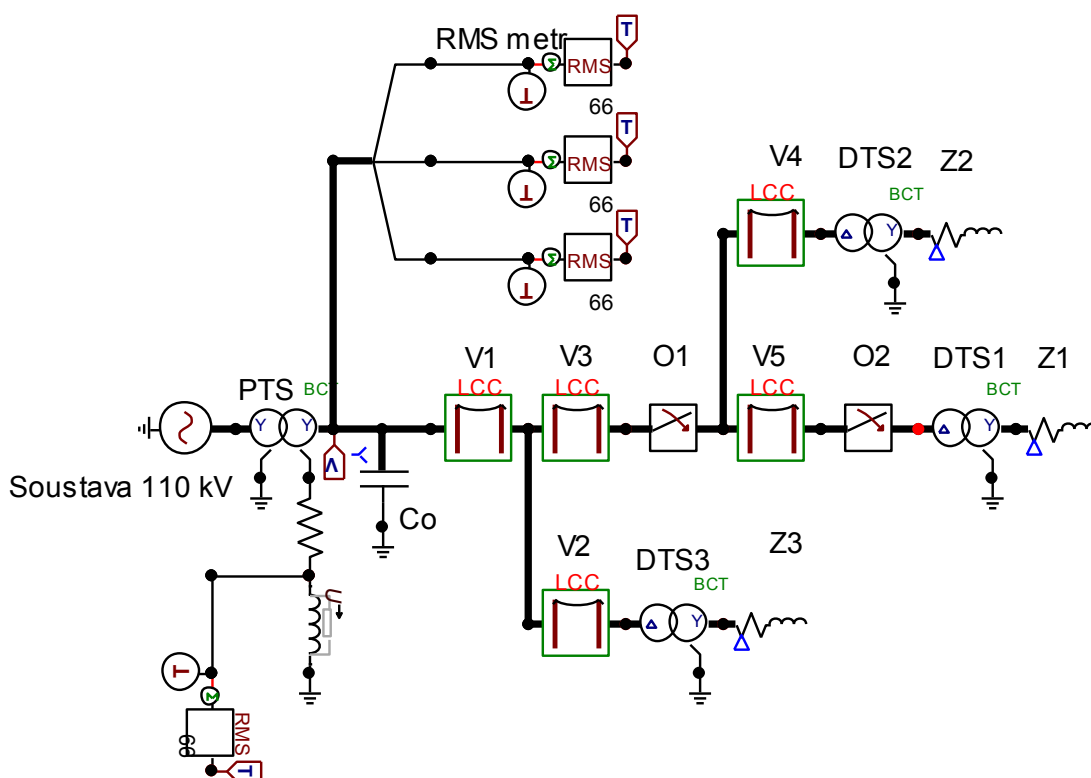 RMS metr
T
RMS
66
T
RMS
66
T
RMS
66
V4
DTS2
Z2
LCC
BCT
Y
V1
V3
O1
V5
O2
DTS1
Z1
PTS
BCT
LCC
LCC
LCC
BCT
Y
Y
Y
V
Y
Soustava 110 kV
Co
V2
DTS3
Z3
LCC
BCT
Y
U
T
M
RMS
66
T